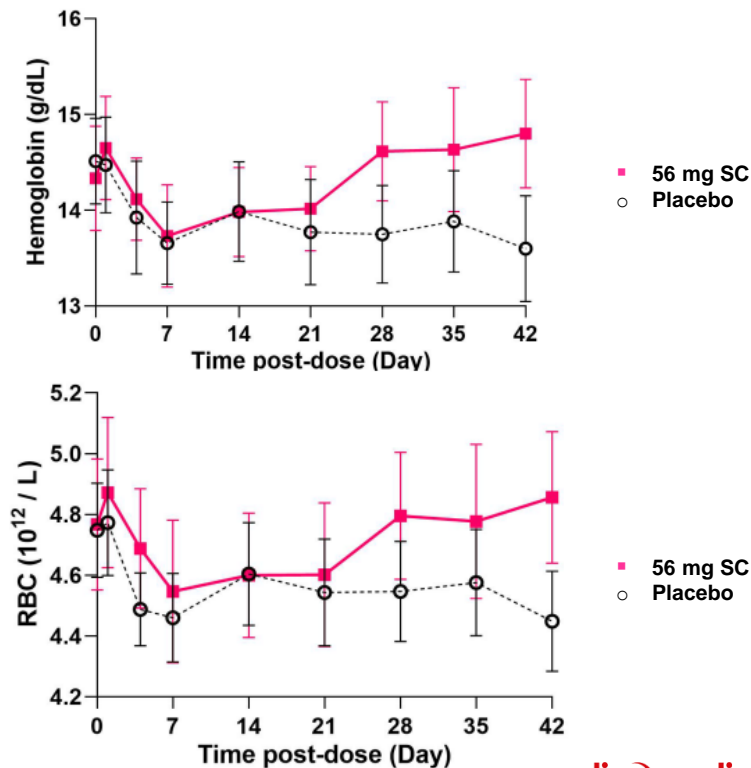 16
15
14
13
Hemoglobin (g/dL)
0 7 14 21 28 35 42
Time post-dose (Day)
56 mg SC
Placebo
5.2
5.0
4.8
4.6
4.4
4.2
RBC (10¹² / L)
0 7 14 21 28 35 42
Time post-dose (Day)
56 mg SC
Placebo